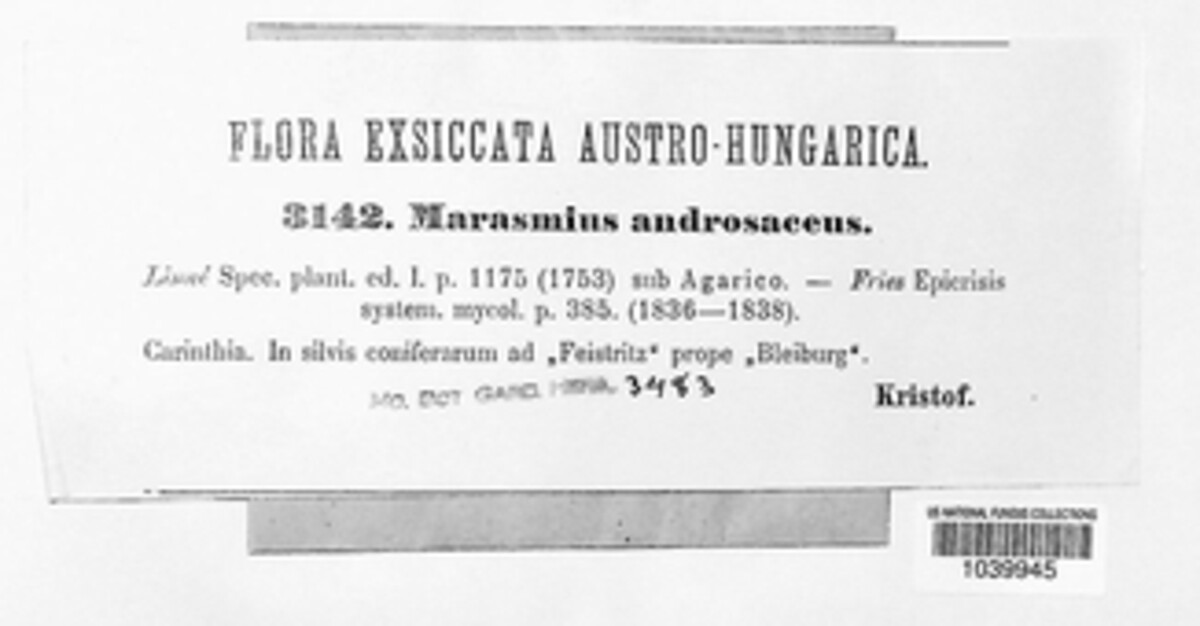 FLORA EXSICCATA AUSTRO-HUNGARICA.
3142. Marasmius androsaceus.
Linné Spec. plant. ed. I. p. 1175 (1753) sub Agarico. — Fries Epicrisis
system. mycol. p. 385. (1836—1838).
Carinthia. In silvis coniferarum ad „Feistritz“ prope „Bleiburg“.
MO. BOT GARD. HERB. 3483
Kristof.
US NATIONAL FUNGUS COLLECTIONS
1039945